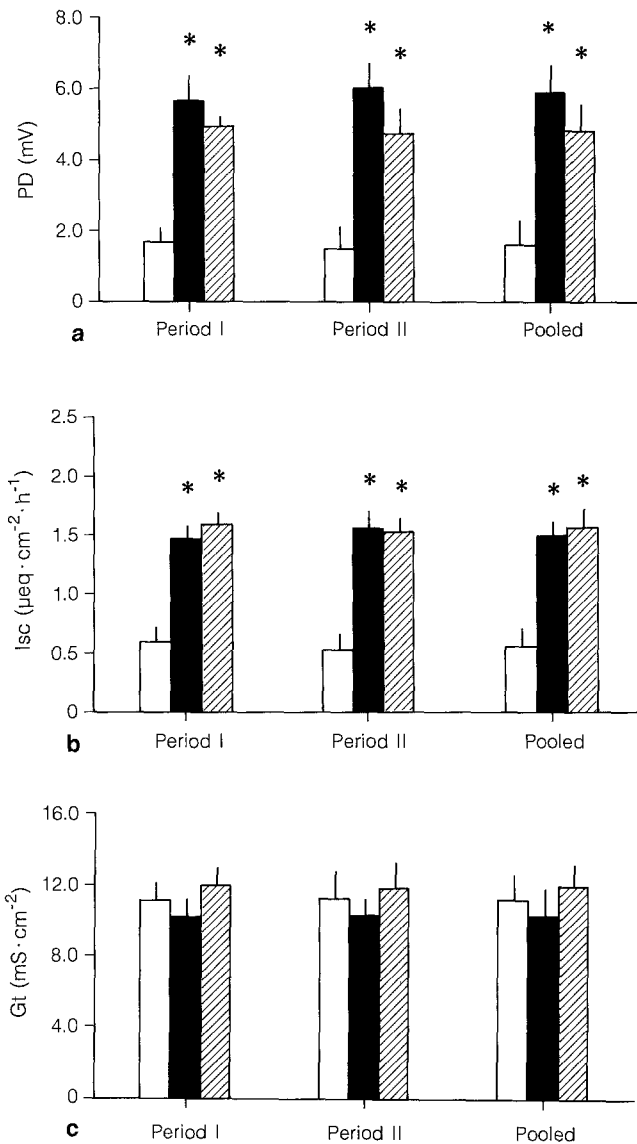 8.0
6.0
4.0
2.0
0
PD (mV)
* * * * * *
Period I Period II Pooled
a
2.5
2.0
1.5
1.0
0.5
0
Isc (µeq·cm⁻²·h⁻¹)
* * * * * *
Period I Period II Pooled
b
16.0
12.0
8.0
4.0
0
Gt (mS·cm⁻²)
Period I Period II Pooled
c